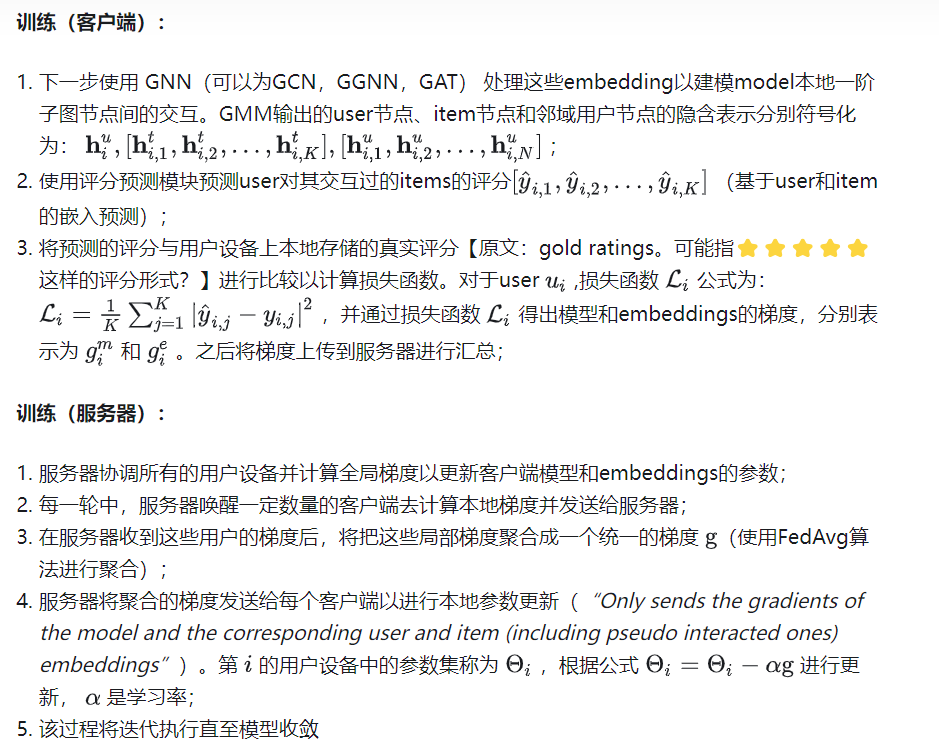 训练（客户端）：
1. 下一步使用 GNN（可以为GCN，GGNN，GAT） 处理这些embedding以建模model本地一阶
子图节点间的交互。GMM输出的user节点、item节点和邻域用户节点的隐含表示分别符号化
为： $\mathbf{h}_i^u, [\mathbf{h}_{i,1}^t, \mathbf{h}_{i,2}^t, \ldots, \mathbf{h}_{i,K}^t], [\mathbf{h}_{i,1}^u, \mathbf{h}_{i,2}^u, \ldots, \mathbf{h}_{i,N}^u]$ ；
2. 使用评分预测模块预测user对其交互过的items的评分$[\hat{y}_{i,1}, \hat{y}_{i,2}, \ldots, \hat{y}_{i,K}]$ （基于user和item
的嵌入预测）；
3. 将预测的评分与用户设备上本地存储的真实评分【原文：gold ratings。可能指⭐⭐⭐⭐⭐
这样的评分形式？】进行比较以计算损失函数。对于user $u_i$ ,损失函数 $\mathcal{L}_i$ 公式为：
$\mathcal{L}_i = \frac{1}{K} \sum_{j=1}^{K} |\hat{y}_{i,j} - y_{i,j}|^2$ ，并通过损失函数 $\mathcal{L}_i$ 得出模型和embeddings的梯度，分别表
示为 $g_i^m$ 和 $g_i^e$ 。之后将梯度上传到服务器进行汇总；
训练（服务器）：
1. 服务器协调所有的用户设备并计算全局梯度以更新客户端模型和embeddings的参数；
2. 每一轮中，服务器唤醒一定数量的客户端去计算本地梯度并发送给服务器；
3. 在服务器收到这些用户的梯度后，将把这些局部梯度聚合成一个统一的梯度 g（使用FedAvg算
法进行聚合）；
4. 服务器将聚合的梯度发送给每个客户端以进行本地参数更新（ “Only sends the gradients of
the model and the corresponding user and item (including pseudo interacted ones)
embeddings” ）。第 $i$ 的用户设备中的参数集称为 $\Theta_i$ ，根据公式 $\Theta_i = \Theta_i - \alpha \mathrm{g}$ 进行更
新， $\alpha$ 是学习率；
5. 该过程将迭代执行直至模型收敛